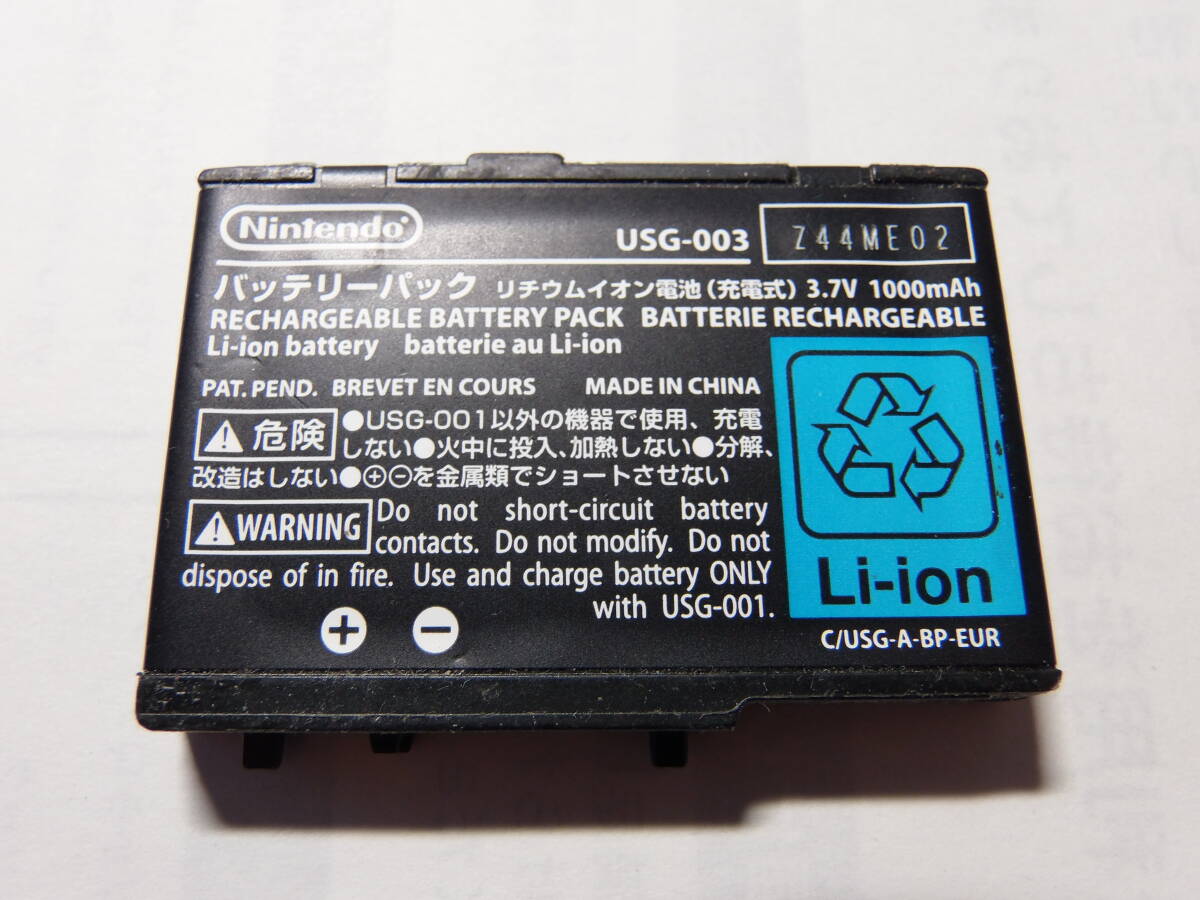 Nintendo®
USG-003 Z44ME02
バッテリーパック リチウムイオン電池（充電式） 3.7V 1000mAh
RECHARGEABLE BATTERY PACK BATTERIE RECHARGEABLE
Li-ion battery batterie au Li-ion
PAT. PEND. BREVET EN COURS MADE IN CHINA
危険 ●USG-001以外の機器で使用、充電
しない●火中に投入、加熱しない●分解、
改造はしない●⊕⊖を金属類でショートさせない
WARNING Do not short-circuit battery
contacts. Do not modify. Do not
dispose of in fire. Use and charge battery ONLY
with USG-001.
+ −
Li-ion
C/USG-A-BP-EUR